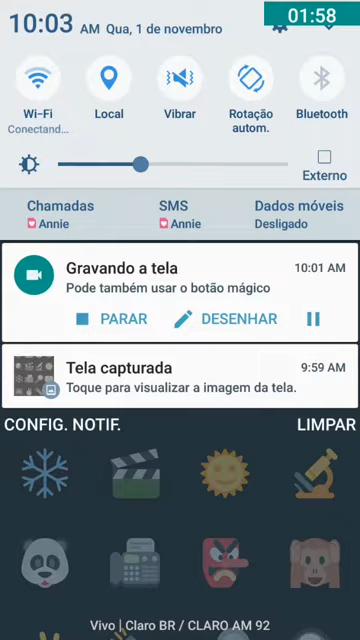 01:58
10:03 AM Qua, 1 de novembro
Wi-Fi
Conectand...
Local
Vibrar
Rotação
autom.
Bluetooth
Externo
Chamadas
Annie
SMS
Annie
Dados móveis
Desligado
Gravando a tela 10:01 AM
Pode também usar o botão mágico
PARAR DESENHAR
Tela capturada 9:59 AM
Toque para visualizar a imagem da tela.
CONFIG. NOTIF. LIMPAR
Vivo | Claro BR / CLARO AM 92